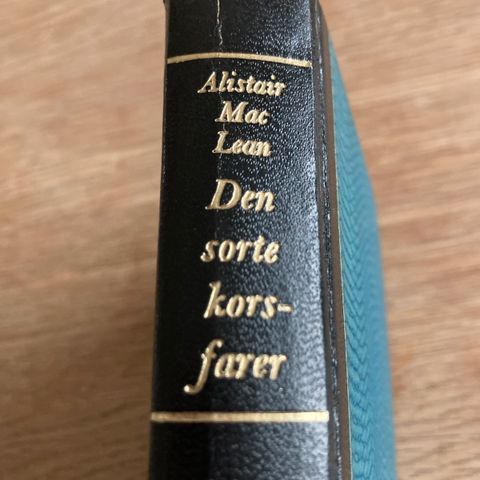 Alistair
Mac
Lean
Den
sorte
kors-
farer